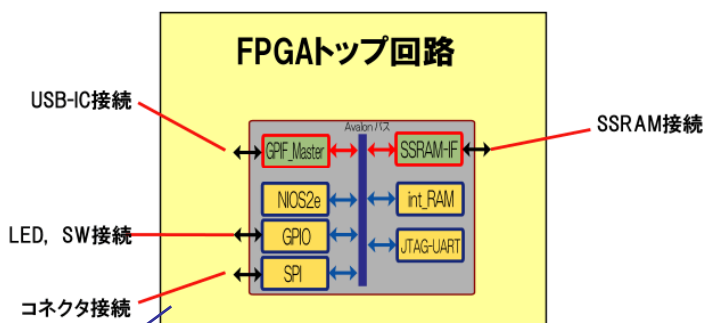 FPGAトップ回路
USB-IC接続
SSRAM接続
Avalonバス
GPIF_Master
SSRAM-IF
NIOS2e
int_RAM
LED, SW接続
GPIO
JTAG-UART
SPI
コネクタ接続